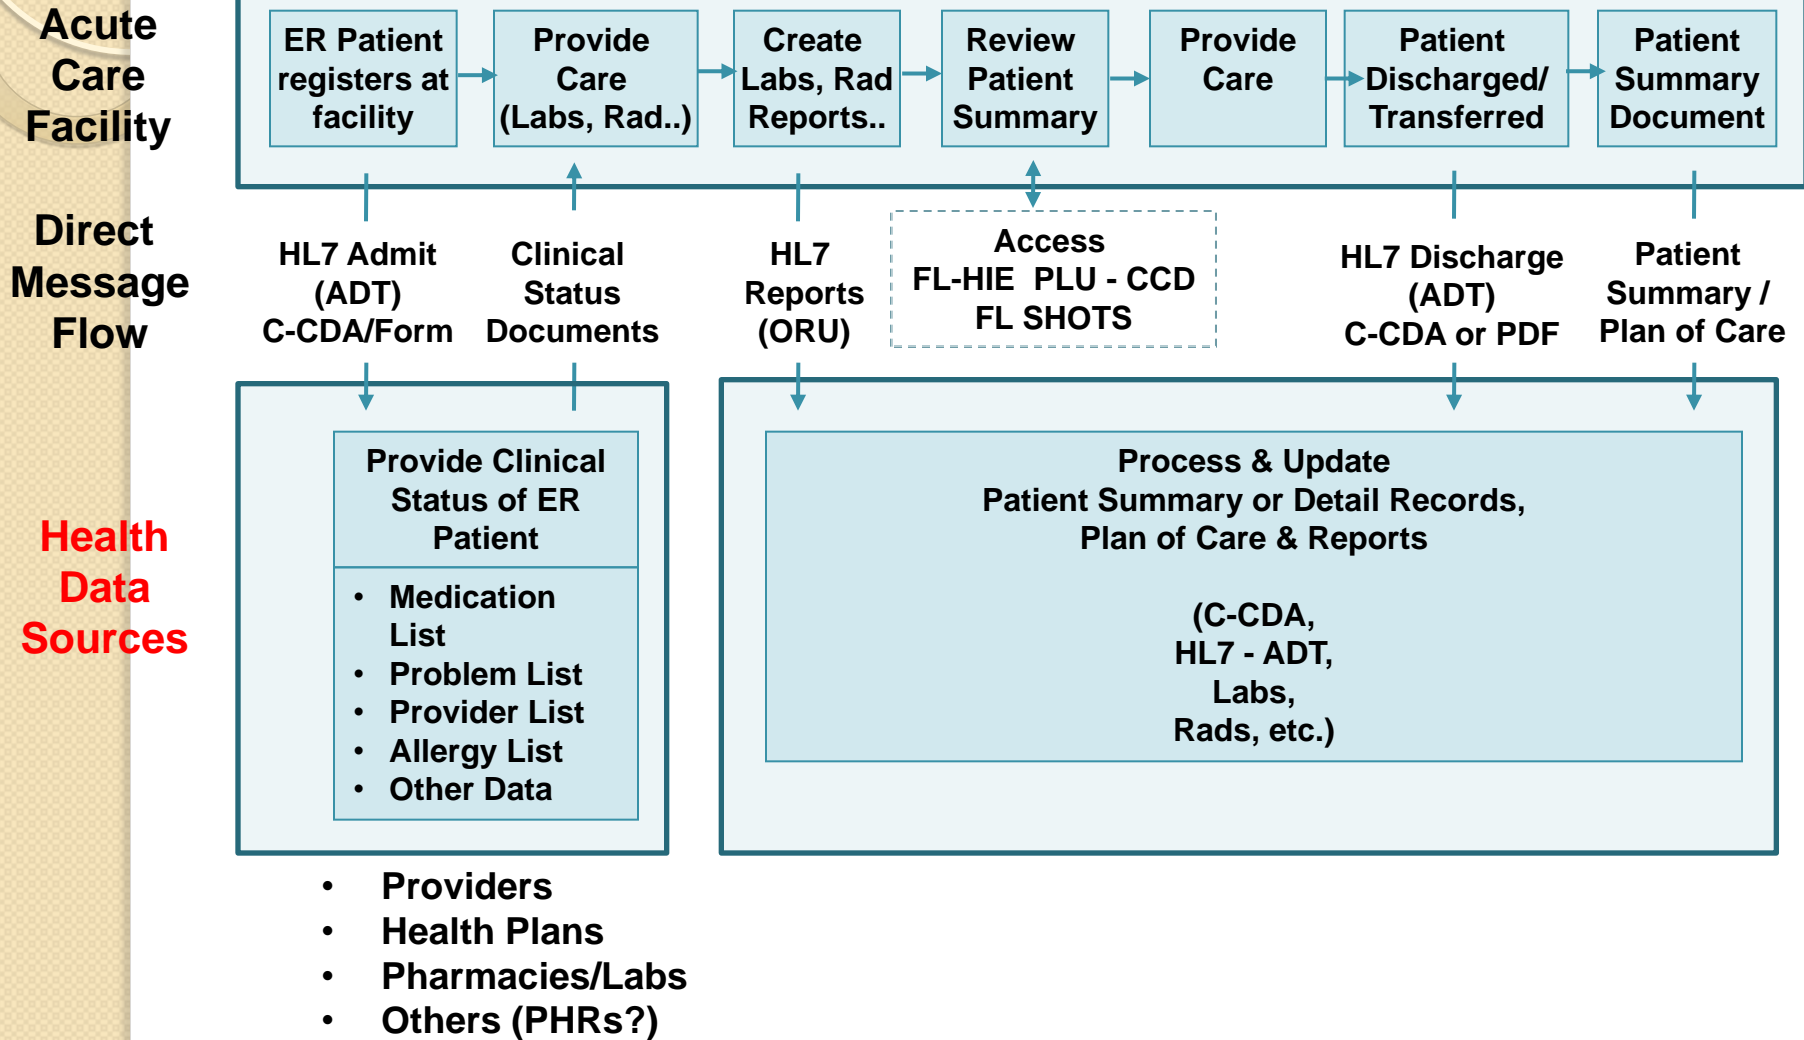 Acute
Care
Facility
ER Patient
registers at
facility
Provide
Care
(Labs, Rad..)
Create
Labs, Rad
Reports..
Review
Patient
Summary
Provide
Care
Patient
Discharged/
Transferred
Patient
Summary
Document
Direct
Message
Flow
HL7 Admit
(ADT)
C-CDA/Form
Clinical
Status
Documents
HL7
Reports
(ORU)
Access
FL-HIE PLU - CCD
FL SHOTS
HL7 Discharge
(ADT)
C-CDA or PDF
Patient
Summary /
Plan of Care
Health
Data
Sources
Provide Clinical
Status of ER
Patient
• Medication
List
• Problem List
• Provider List
• Allergy List
• Other Data
Process & Update
Patient Summary or Detail Records,
Plan of Care & Reports
(C-CDA,
HL7 - ADT,
Labs,
Rads, etc.)
• Providers
• Health Plans
• Pharmacies/Labs
• Others (PHRs?)